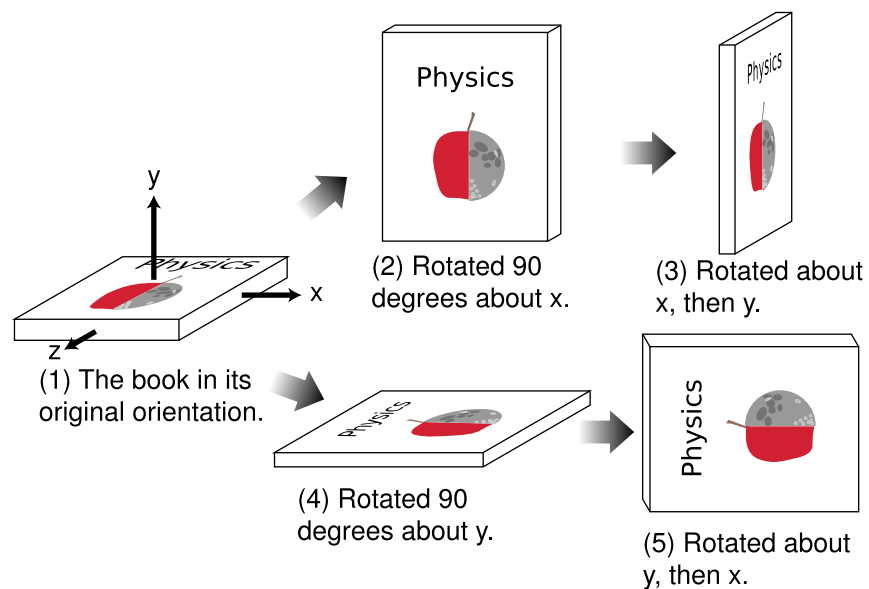 Physics
Physics
y
(2) Rotated 90
degrees about x.
(3) Rotated about
x, then y.
Physics
x
z
(1) The book in its
original orientation.
Physics
(4) Rotated 90
degrees about y.
Physics
(5) Rotated about
y, then x.